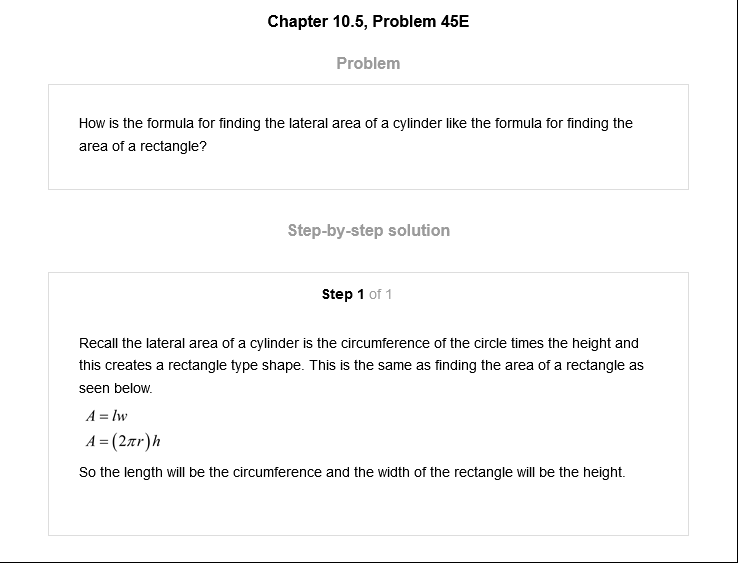 Chapter 10.5, Problem 45E
Problem
How is the formula for finding the lateral area of a cylinder like the formula for finding the
area of a rectangle?
Step-by-step solution
Step 1 of 1
Recall the lateral area of a cylinder is the circumference of the circle times the height and
this creates a rectangle type shape. This is the same as finding the area of a rectangle as
seen below.
A = lw
A = (2πr)h
So the length will be the circumference and the width of the rectangle will be the height.